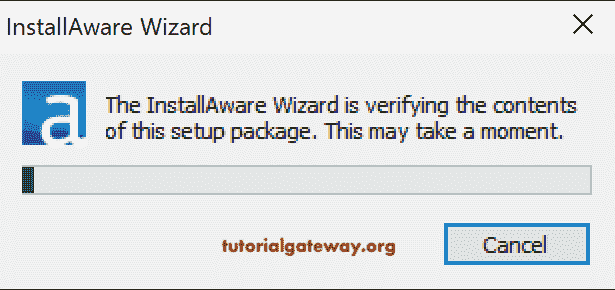 InstallAware Wizard
a
The InstallAware Wizard is verifying the contents
of this setup package. This may take a moment.
tutorialgateway.org
Cancel